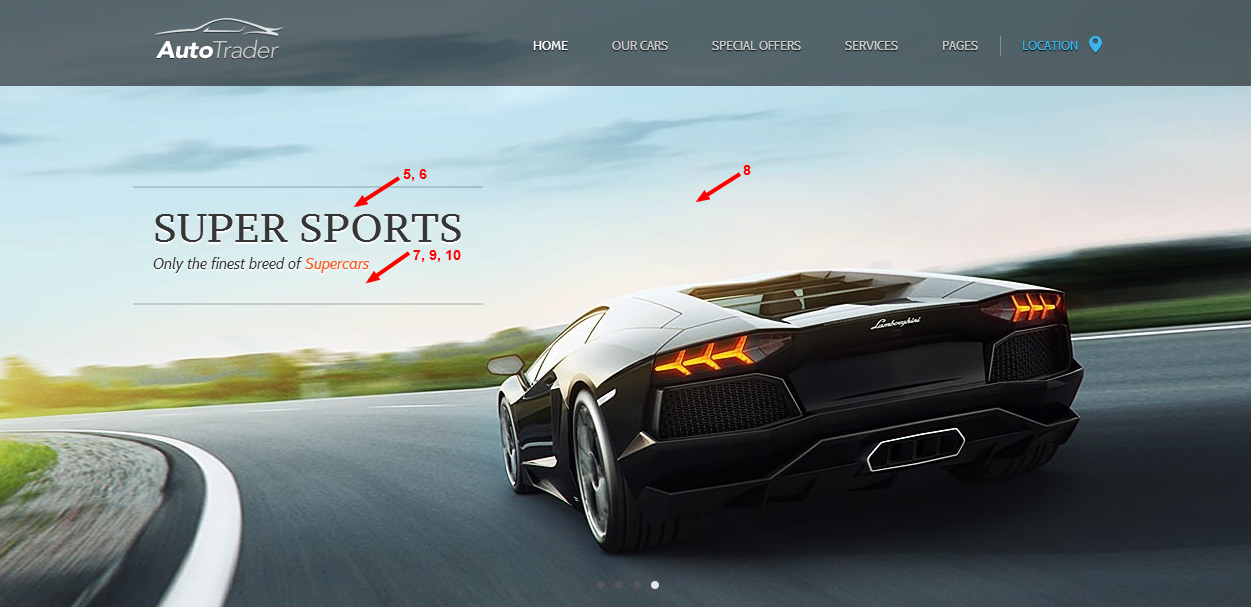 AutoTrader
HOME OUR CARS SPECIAL OFFERS SERVICES PAGES LOCATION
5, 6
8
SUPER SPORTS
7, 9, 10
Only the finest breed of Supercars
Lamborghini